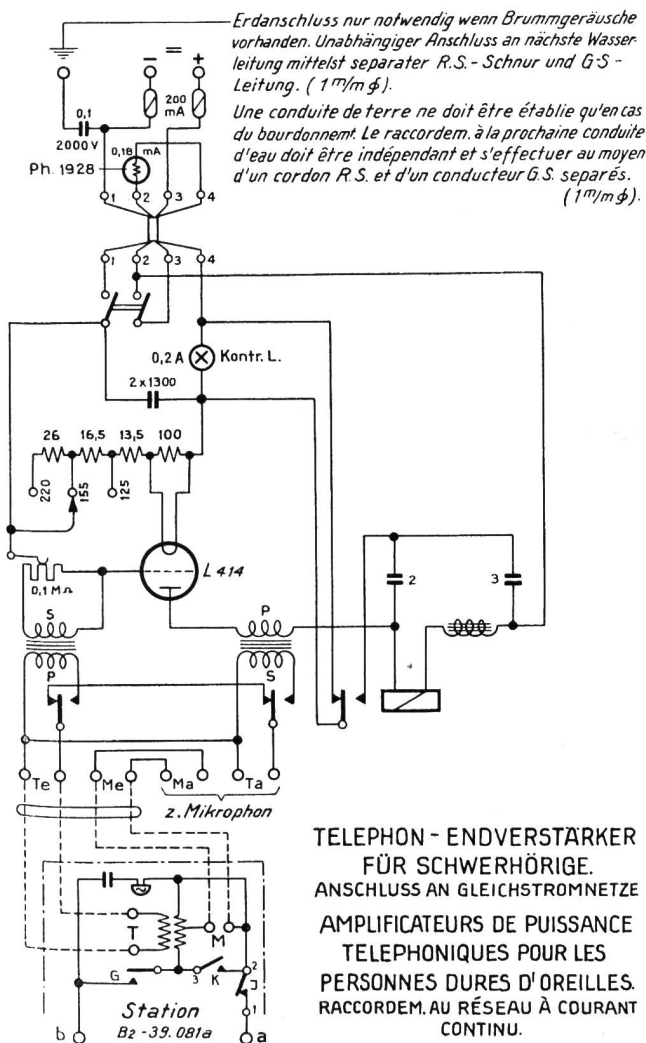 Erdanschluss nur notwendig wenn Brummgeräusche
vorhanden. Unabhängiger Anschluss an nächste Wasser-
leitung mittelst separater R.S.- Schnur und G-S -
Leitung. ( 1 m/m ϕ).
Une conduite de terre ne doit être établie qu'en cas
du bourdonnemt. Le raccordem. à la prochaine conduite
d'eau doit être indépendant et s'effectuer au moyen
d'un cordon R.S. et d'un conducteur G.S. separés.
( 1 m/m ϕ).
− = +
0,1
2000 V
200
mA
0,18 mA
Ph. 1928
1 2 3 4
1 2 3 4
0,2 A Kontr. L.
2 x 1300
26 16,5 13,5 100
220 155 125
L 414
0,1 MΩ
2 3
S P
P S
Te Me Ma Ta
z. Mikrophon
T M
G 3 K 2 J
1
Station
B2 - 39.081a
b a
TELEPHON - ENDVERSTÄRKER
FÜR SCHWERHÖRIGE.
ANSCHLUSS AN GLEICHSTROMNETZE
AMPLIFICATEURS DE PUISSANCE
TELEPHONIQUES POUR LES
PERSONNES DURES D'OREILLES.
RACCORDEM. AU RÉSEAU À COURANT
CONTINU.